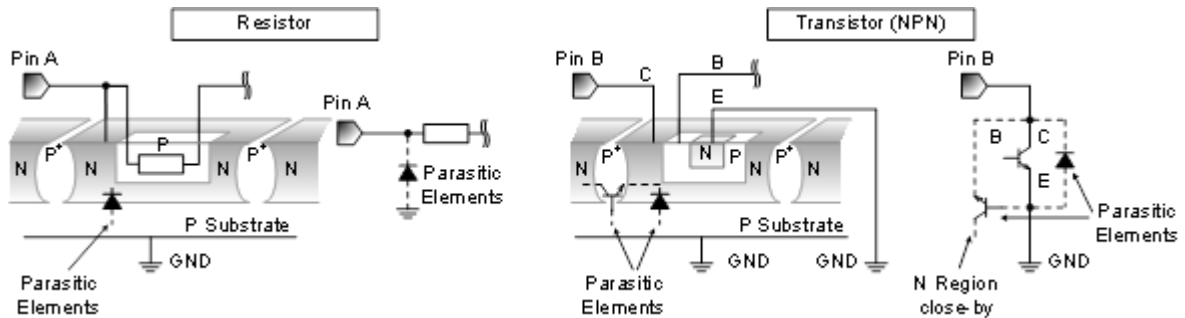 Resistor
Pin A
Pin A
N
P+
N
P
N
P+
N
Parasitic
Elements
P Substrate
GND
Parasitic
Elements
Transistor (NPN)
Pin B
C
B
E
N
P+
N
N
P
N
P+
N
P Substrate
GND
GND
Parasitic
Elements
Pin B
B
C
E
Parasitic
Elements
GND
N Region
close-by